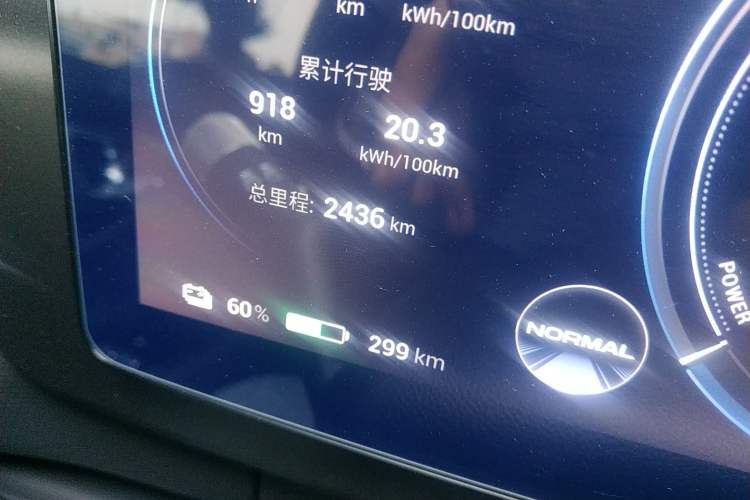 km kWh/100km
累计行驶
918 20.3
km kWh/100km
总里程: 2436 km
60% 299 km
NORMAL
POWER